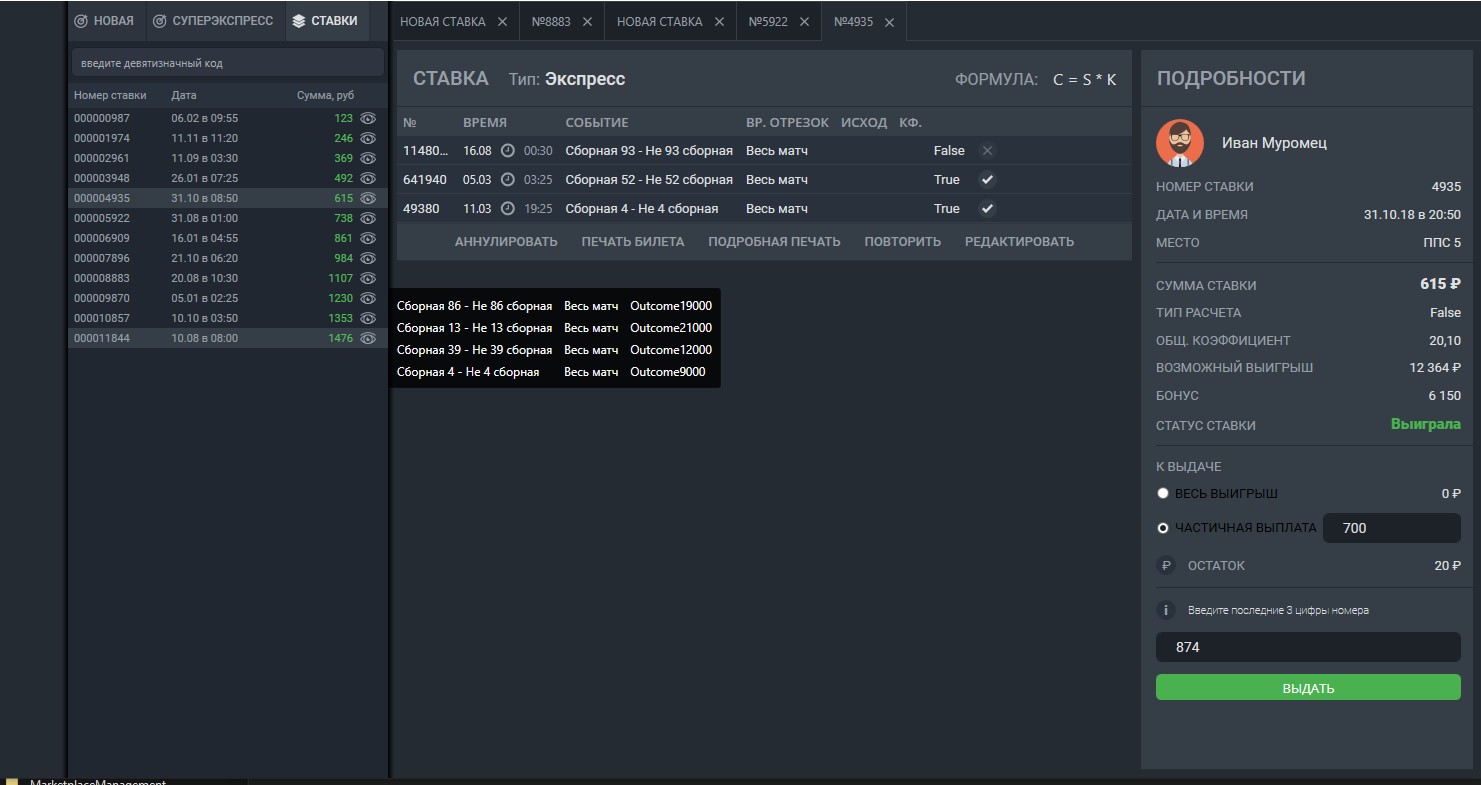 НОВАЯ СУПЕРЭКСПРЕСС СТАВКИ
НОВАЯ СТАВКА №8883 НОВАЯ СТАВКА №5922 №4935
введите девятизначный код
Номер ставки Дата Сумма, руб
000000987 06.02 в 09:55 123
000001974 11.11 в 11:20 246
000002961 11.09 в 03:30 369
000003948 26.01 в 07:25 492
000004935 31.10 в 08:50 615
000005922 31.08 в 01:00 738
000006909 16.01 в 04:55 861
000007896 21.10 в 06:20 984
000008883 20.08 в 10:30 1107
000009870 05.01 в 02:25 1230
000010857 10.10 в 03:50 1353
000011844 10.08 в 08:00 1476
СТАВКА Тип: Экспресс ФОРМУЛА: C = S * K
№ ВРЕМЯ СОБЫТИЕ ВР. ОТРЕЗОК ИСХОД КФ.
11480... 16.08 00:30 Сборная 93 - Не 93 сборная Весь матч False
641940 05.03 03:25 Сборная 52 - Не 52 сборная Весь матч True
49380 11.03 19:25 Сборная 4 - Не 4 сборная Весь матч True
АННУЛИРОВАТЬ ПЕЧАТЬ БИЛЕТА ПОДРОБНАЯ ПЕЧАТЬ ПОВТОРИТЬ РЕДАКТИРОВАТЬ
Сборная 86 - Не 86 сборная Весь матч Outcome19000
Сборная 13 - Не 13 сборная Весь матч Outcome21000
Сборная 39 - Не 39 сборная Весь матч Outcome12000
Сборная 4 - Не 4 сборная Весь матч Outcome9000
ПОДРОБНОСТИ
Иван Муромец
НОМЕР СТАВКИ 4935
ДАТА И ВРЕМЯ 31.10.18 в 20:50
МЕСТО ППС 5
СУММА СТАВКИ 615 ₽
ТИП РАСЧЕТА False
ОБЩ. КОЭФФИЦИЕНТ 20,10
ВОЗМОЖНЫЙ ВЫИГРЫШ 12 364 ₽
БОНУС 6 150
СТАТУС СТАВКИ Выиграла
К ВЫДАЧЕ
ВЕСЬ ВЫИГРЫШ 0 ₽
ЧАСТИЧНАЯ ВЫПЛАТА 700
₽ ОСТАТОК 20 ₽
i Введите последние 3 цифры номера
874
ВЫДАТЬ
MarketplaceManagement